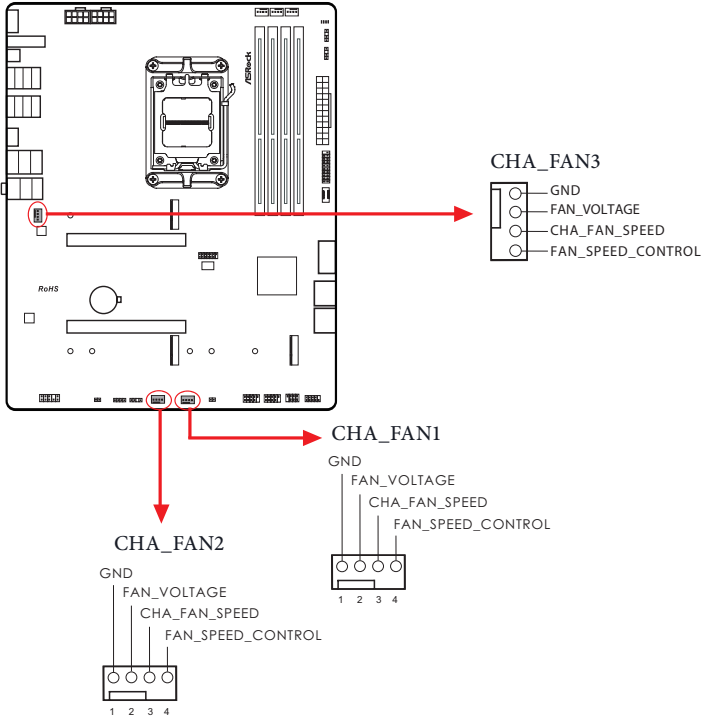 ASRock
CHA_FAN3
GND
FAN_VOLTAGE
CHA_FAN_SPEED
FAN_SPEED_CONTROL
RoHS
CHA_FAN1
GND
FAN_VOLTAGE
CHA_FAN_SPEED
FAN_SPEED_CONTROL
1 2 3 4
CHA_FAN2
GND
FAN_VOLTAGE
CHA_FAN_SPEED
FAN_SPEED_CONTROL
1 2 3 4